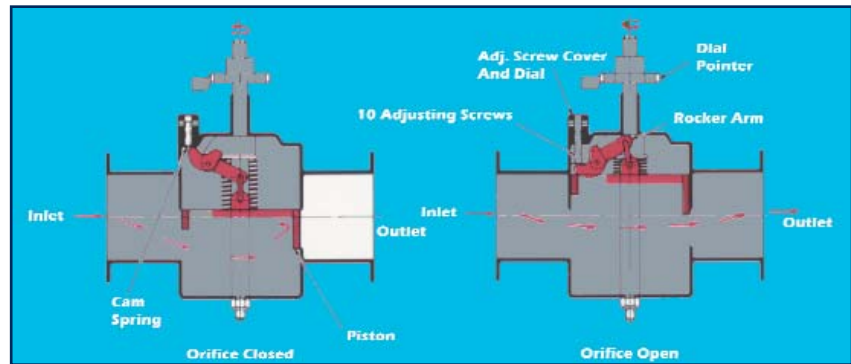 Adj. Screw Cover
And Dial
Dial
Pointer
10 Adjusting Screws
Rocker Arm
Inlet
Outlet
Inlet
Outlet
Cam
Spring
Piston
Orifice Closed
Orifice Open